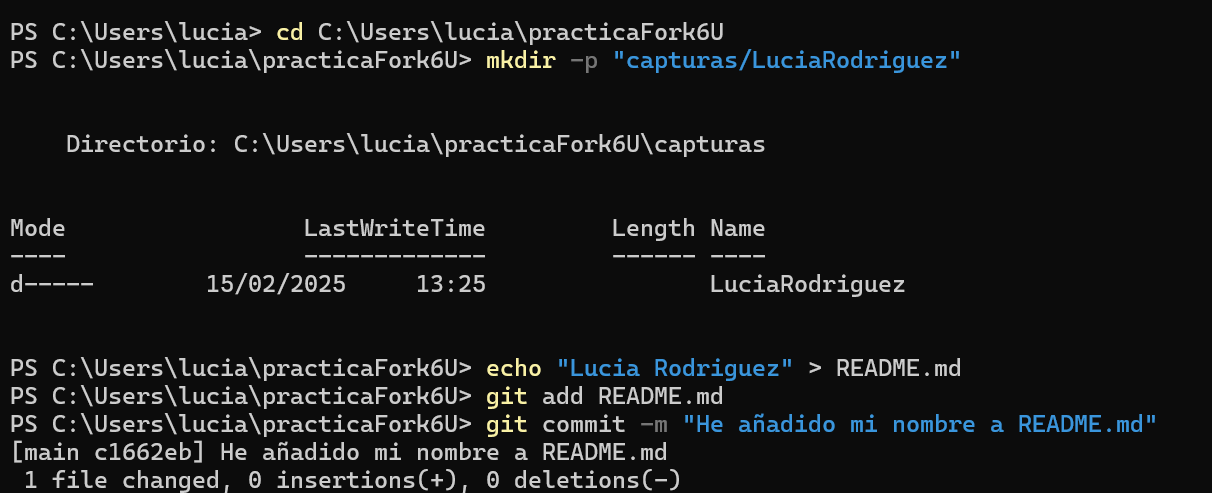 PS C:\Users\lucia> cd C:\Users\lucia\practicaFork6U
PS C:\Users\lucia\practicaFork6U> mkdir -p "capturas/LuciaRodriguez"
Directorio: C:\Users\lucia\practicaFork6U\capturas
Mode LastWriteTime Length Name
---- ------------- ------ ----
d----- 15/02/2025 13:25 LuciaRodriguez
PS C:\Users\lucia\practicaFork6U> echo "Lucia Rodriguez" > README.md
PS C:\Users\lucia\practicaFork6U> git add README.md
PS C:\Users\lucia\practicaFork6U> git commit -m "He añadido mi nombre a README.md"
[main c1662eb] He añadido mi nombre a README.md
1 file changed, 0 insertions(+), 0 deletions(-)